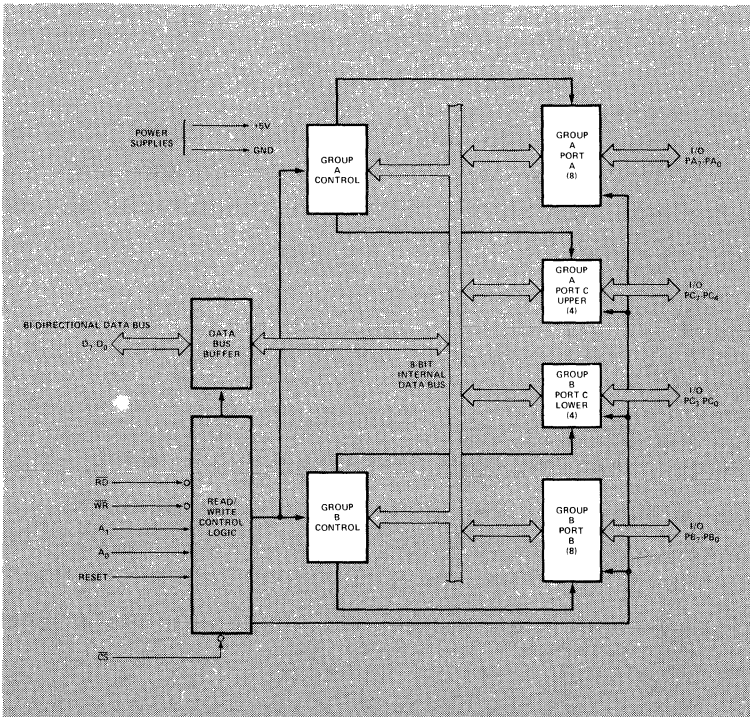 POWER
SUPPLIES
+5V
GND
GROUP
A
CONTROL
GROUP
A
PORT
A
(8)
I/O
PA7-PA0
GROUP
A
PORT C
UPPER
(4)
I/O
PC7-PC4
BI-DIRECTIONAL DATA BUS
D7-D0
DATA
BUS
BUFFER
8-BIT
INTERNAL
DATA BUS
GROUP
B
PORT C
LOWER
(4)
I/O
PC3-PC0
RD
WR
A1
A0
RESET
CS
READ/
WRITE
CONTROL
LOGIC
GROUP
B
CONTROL
GROUP
B
PORT
B
(8)
I/O
PB7-PB0